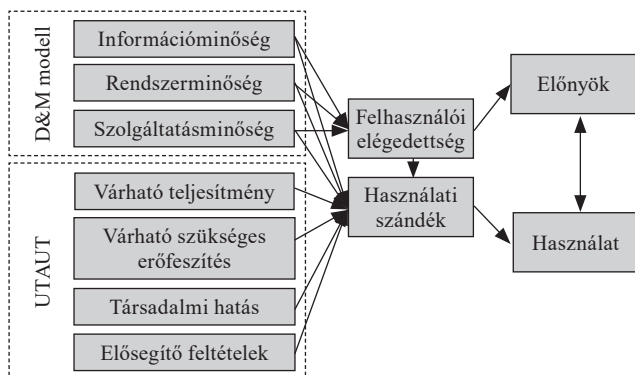 D&M modell
Információminőség
Rendszerminőség
Szolgáltatásminőség
UTAUT
Várható teljesítmény
Várható szükséges
erőfeszítés
Társadalmi hatás
Elősegítő feltételek
Felhasználói
elégedettség
Használati
szándék
Előnyök
Használat